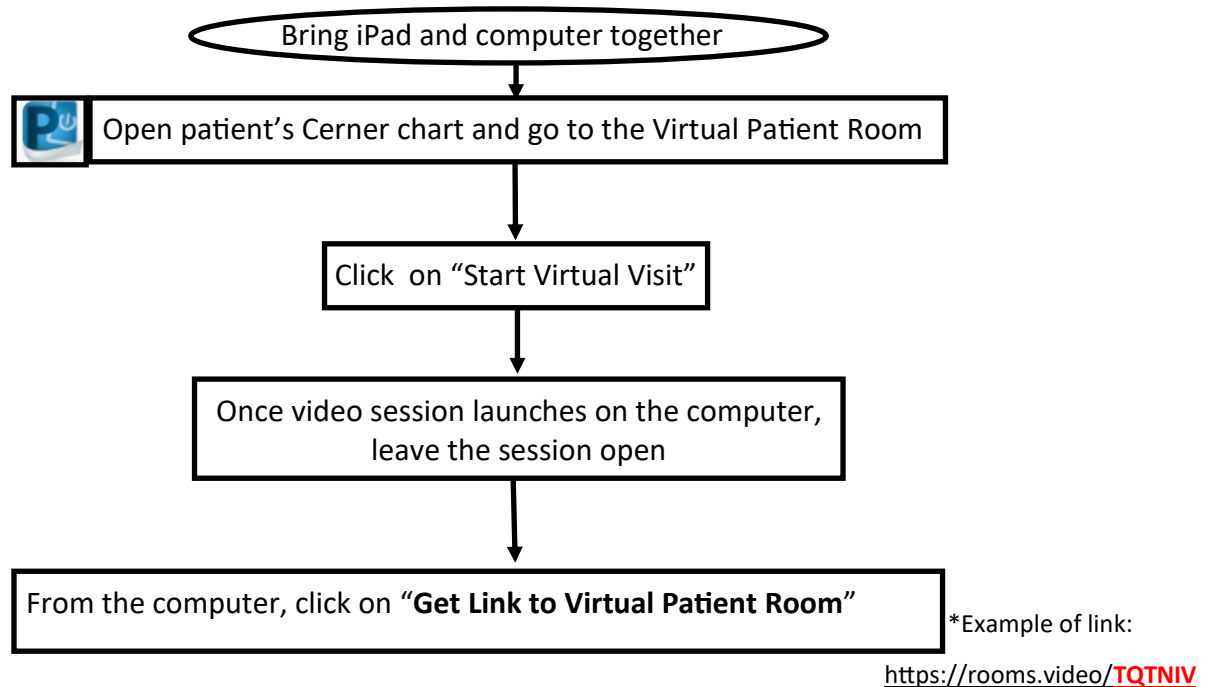 Bring iPad and computer together
P
Open patient’s Cerner chart and go to the Virtual Patient Room
Click  on “Start Virtual Visit”
Once video session launches on the computer,
leave the session open
From the computer, click on “Get Link to Virtual Patient Room”
*Example of link:
https://rooms.video/TQTNIV